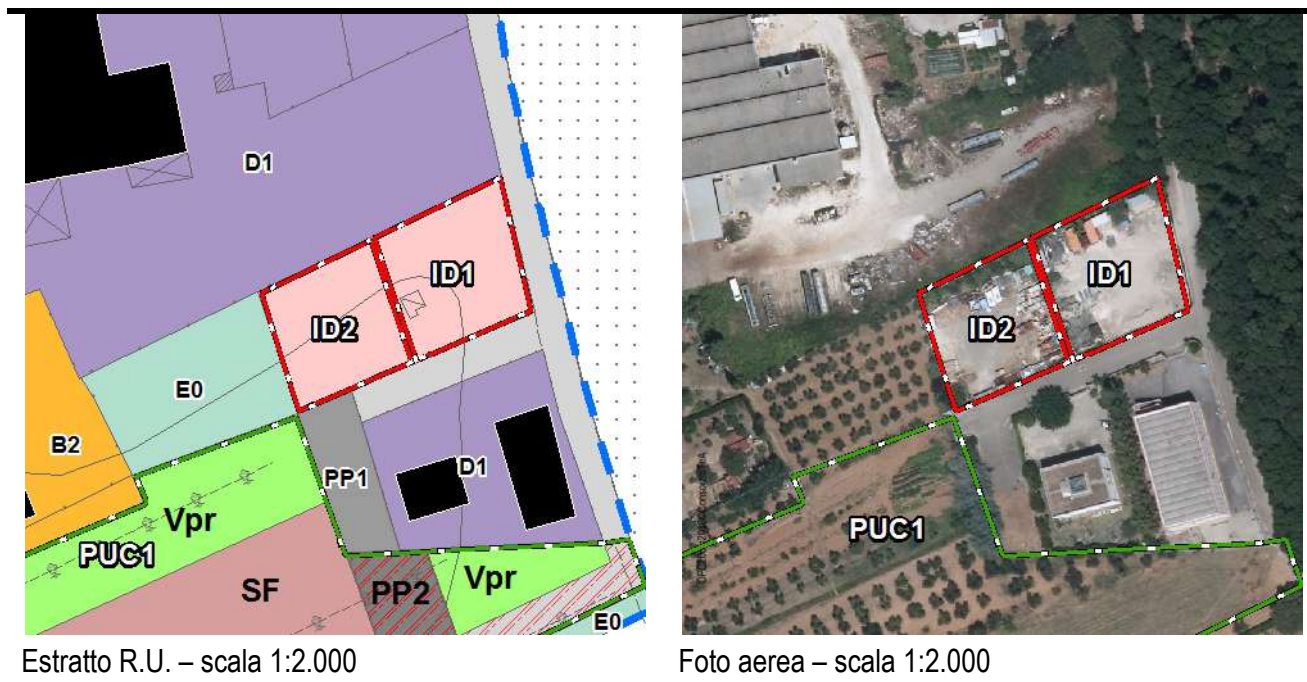 D1
ID1
ID2
E0
B2
PP1
D1
Vpr
PUC1
SF
PP2
Vpr
E0
ID1
ID2
PUC1
Estratto R.U. – scala 1:2.000
Foto aerea – scala 1:2.000